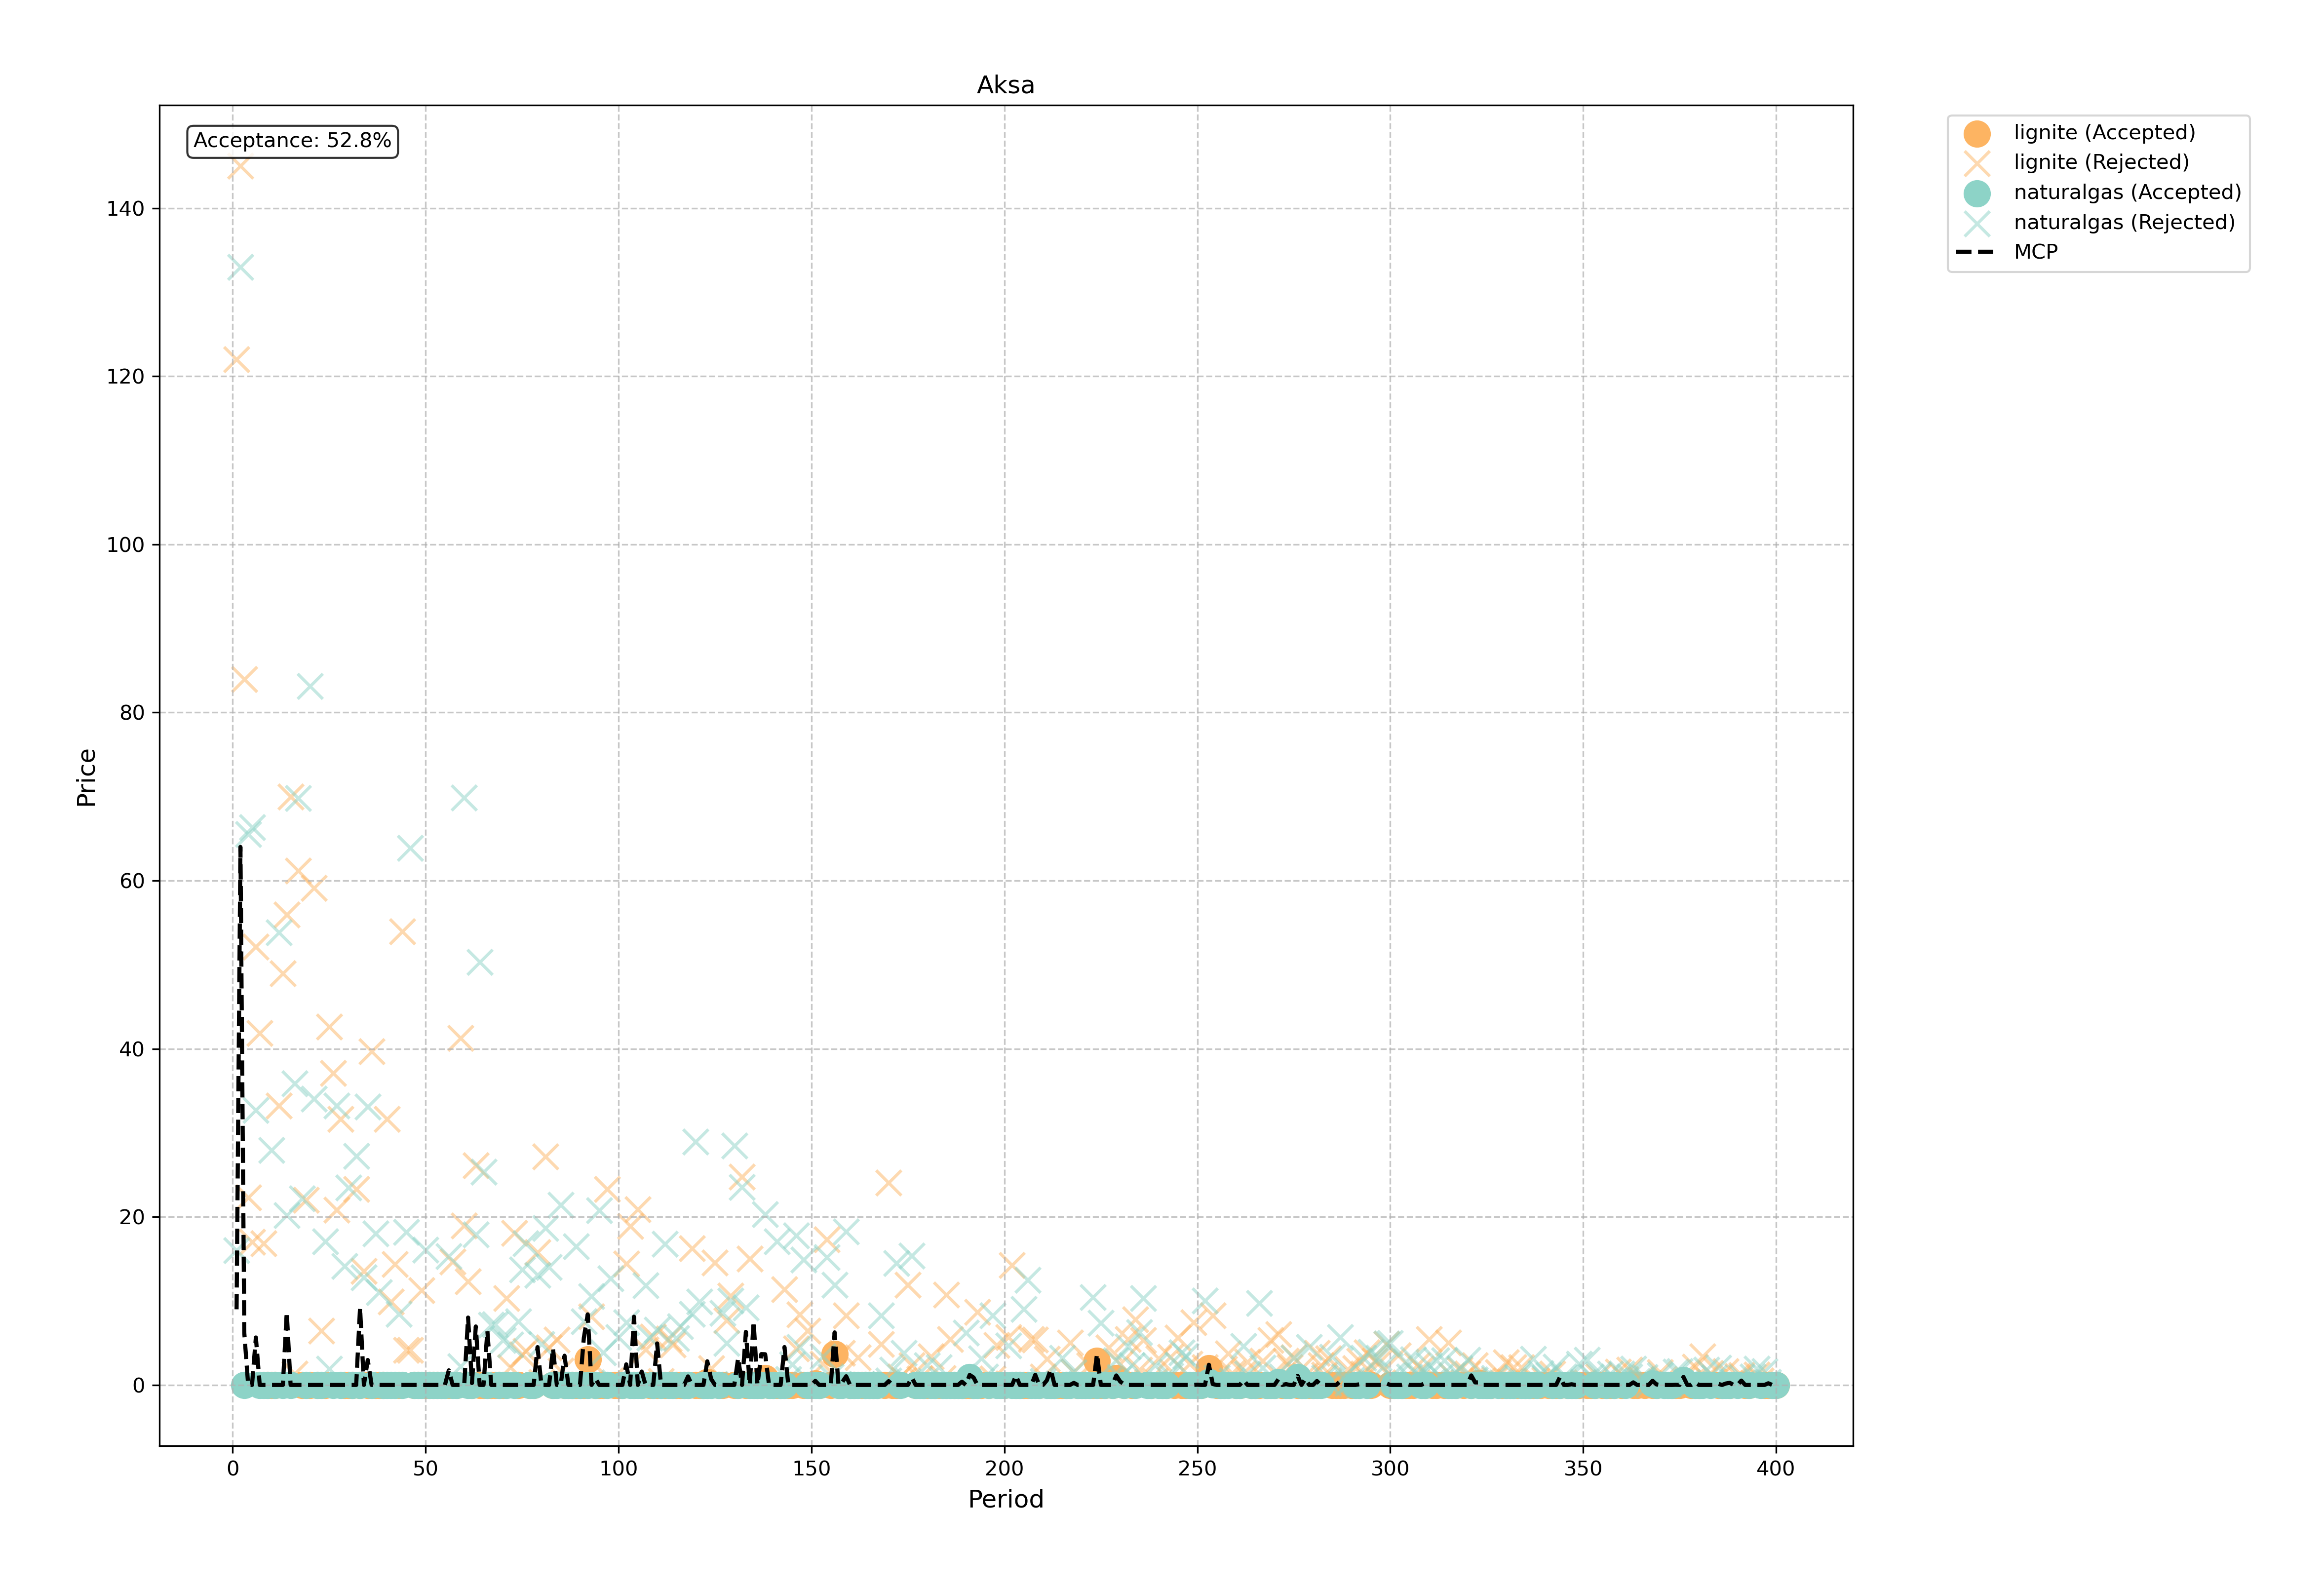 Aksa
Acceptance: 52.8%
lignite (Accepted)
lignite (Rejected)
naturalgas (Accepted)
naturalgas (Rejected)
MCP
140
120
100
80
60
40
20
0
Price
0 50 100 150 200 250 300 350 400
Period